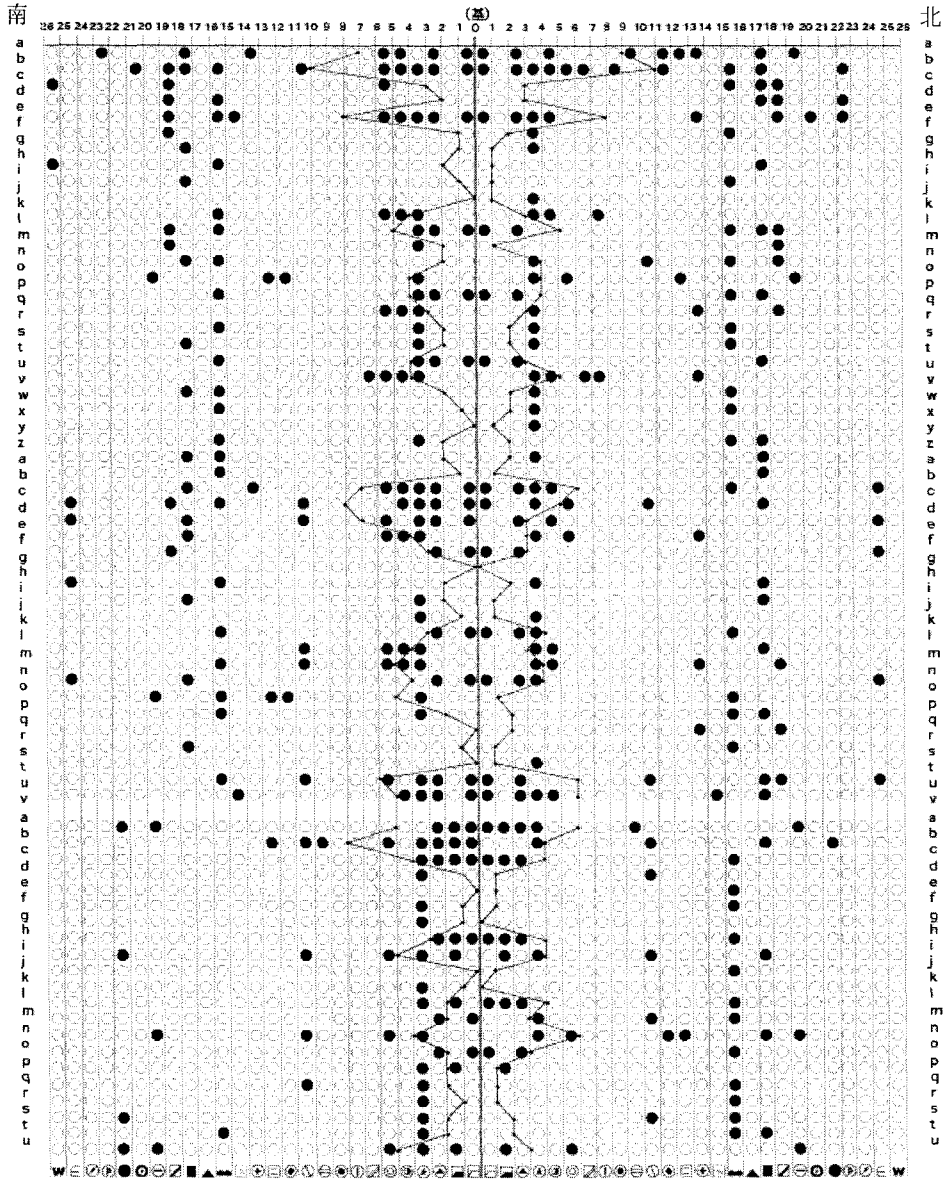 南 北
26 25 24 23 22 21 20 19 18 17 16 15 14 13 12 11 10 9 8 7 6 5 4 3 2 1 0 1 2 3 4 5 6 7 8 9 10 11 12 13 14 15 16 17 18 19 20 21 22 23 24 25 26
a a
b b
c c
d d
e e
f f
g g
h h
i i
j j
k k
l l
m m
n n
o o
p p
q q
r r
s s
t t
u u
v v
w w
x x
y y
z z
a a
b b
c c
d d
e e
f f
g g
h h
i i
j j
k k
l l
m m
n n
o o
p p
q q
r r
s s
t t
u u
v v
a a
b b
c c
d d
e e
f f
g g
h h
i i
j j
k k
l l
m m
n n
o o
p p
q q
r r
s s
t t
u u
w w